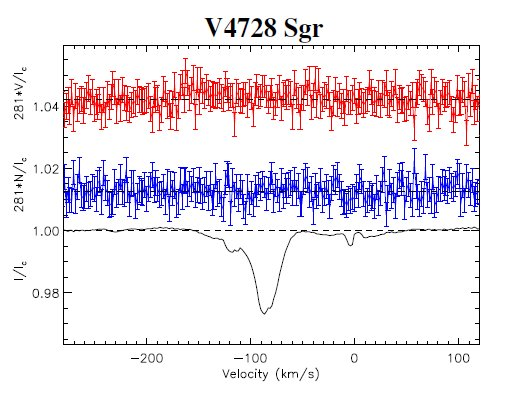 V4728 Sgr
281*V/Ic
1.04
281*N/Ic
1.02
1.00
I/Ic
0.98
-200 -100 0 100
Velocity (km/s)